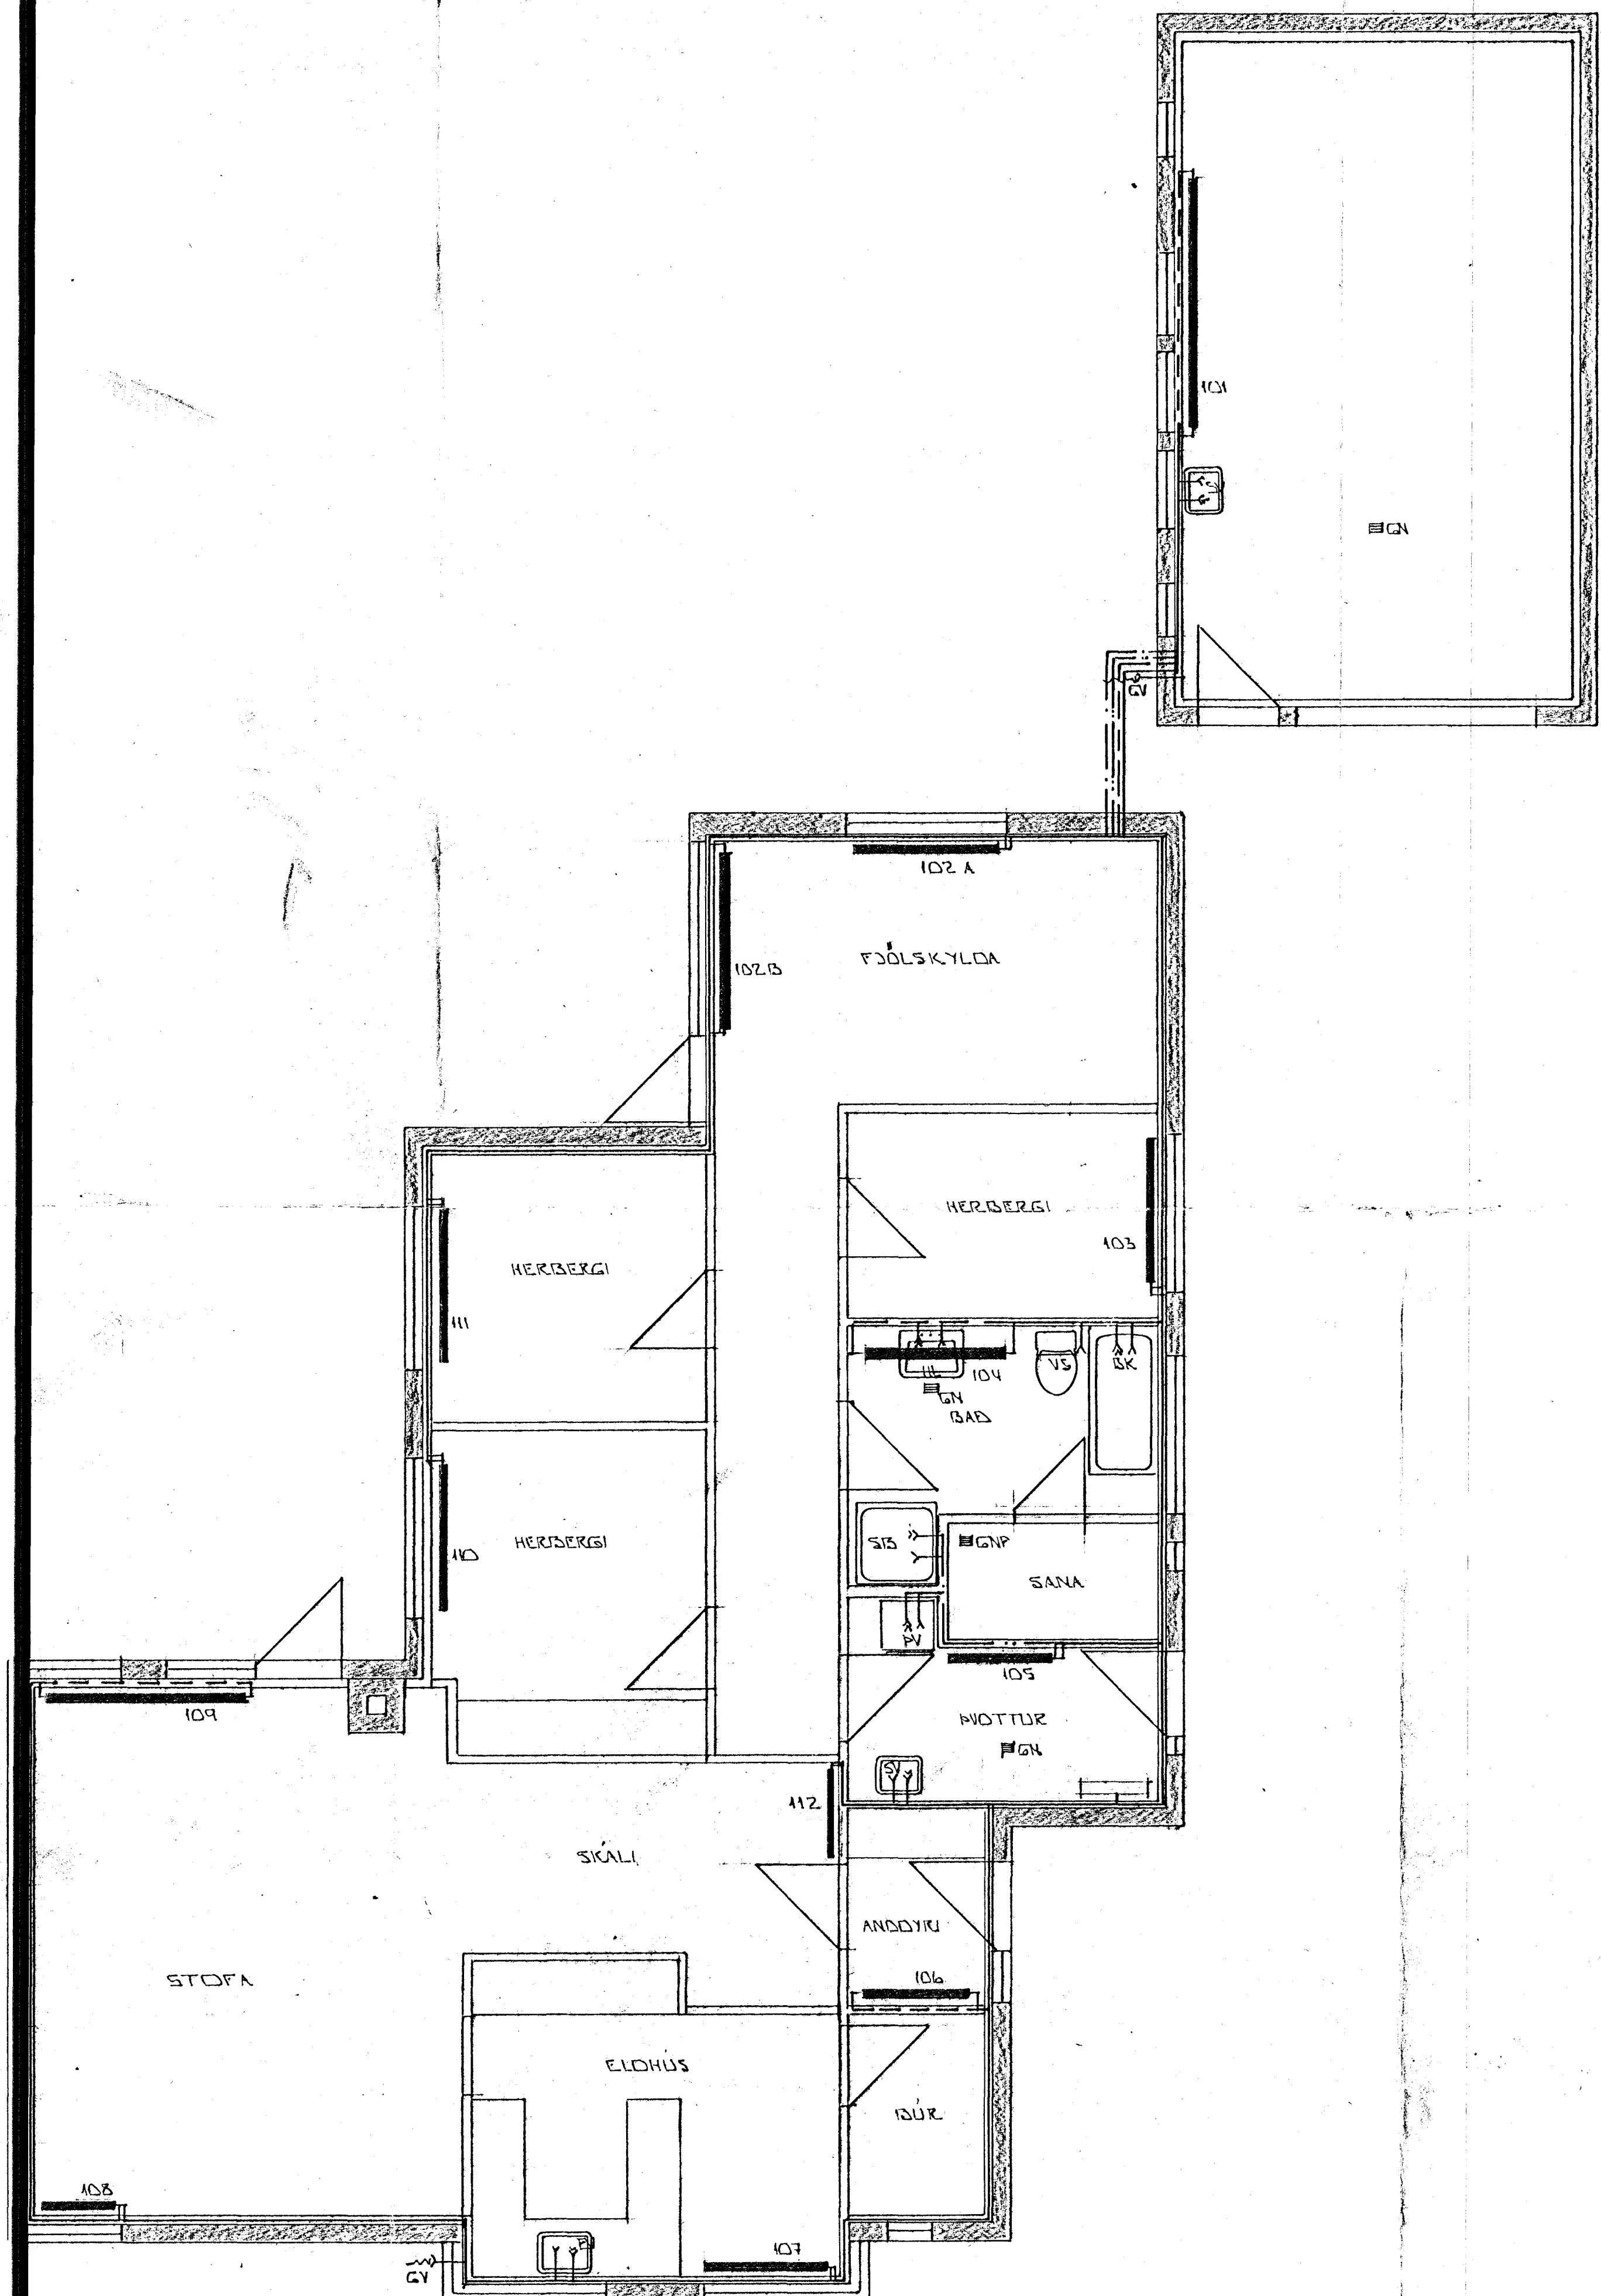 101
GN
GV
102 A
102B
FJÖLSKYLDA
HERBERGI
103
HERBERGI
111
104
VS
BK
GN
BAÐ
HERBERGI
110
SB
GNP
SANA
ÞV
105
109
ÞVOTTUR
GN
SV
112
SKÁLI
ANDDYRI
106
STOFA
ELDHÚS
BÚR
108
107
GV